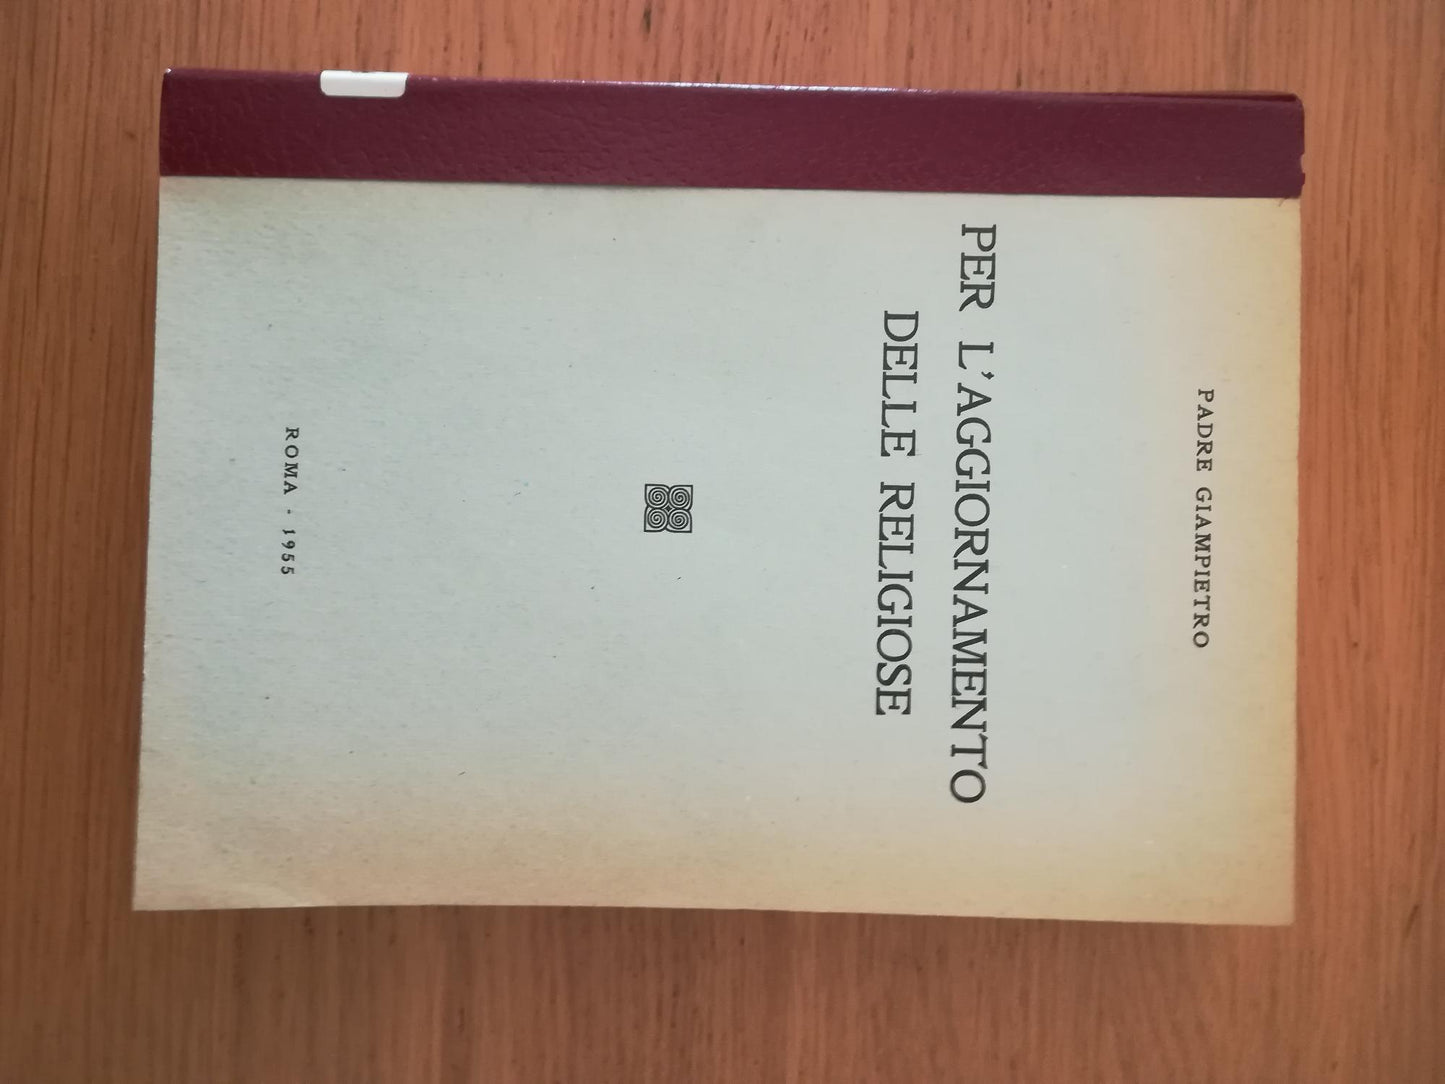 PADRE GIAMPIETRO
PER L'AGGIORNAMENTO
DELLE RELIGIOSE
ROMA - 1955